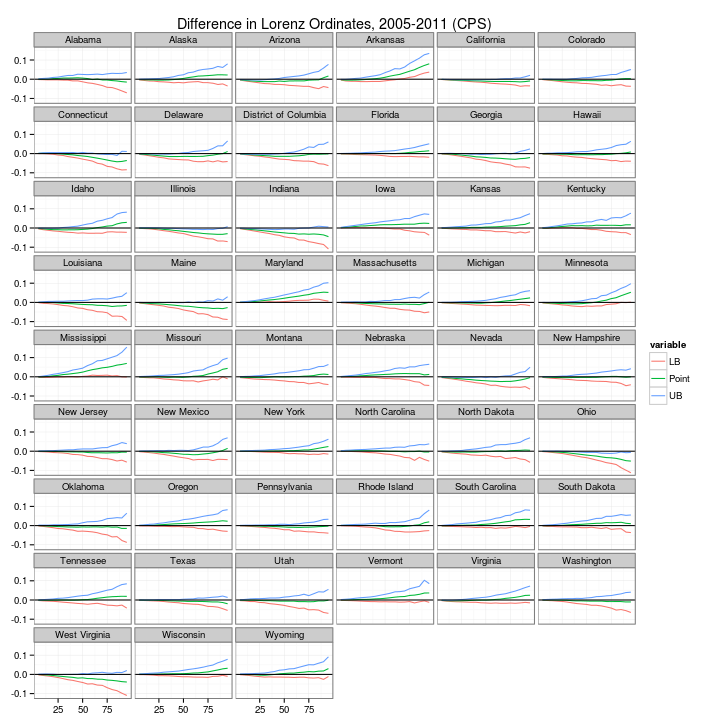 Difference in Lorenz Ordinates, 2005-2011 (CPS)
Alabama Alaska Arizona Arkansas California Colorado
0.1
0.0
-0.1
Connecticut Delaware District of Columbia Florida Georgia Hawaii
0.1
0.0
-0.1
Idaho Illinois Indiana Iowa Kansas Kentucky
0.1
0.0
-0.1
Louisiana Maine Maryland Massachusetts Michigan Minnesota
0.1
0.0
-0.1
Mississippi Missouri Montana Nebraska Nevada New Hampshire
0.1
0.0
-0.1
variable
LB
Point
UB
New Jersey New Mexico New York North Carolina North Dakota Ohio
0.1
0.0
-0.1
Oklahoma Oregon Pennsylvania Rhode Island South Carolina South Dakota
0.1
0.0
-0.1
Tennessee Texas Utah Vermont Virginia Washington
0.1
0.0
-0.1
West Virginia Wisconsin Wyoming
0.1
0.0
-0.1
25 50 75 25 50 75 25 50 75